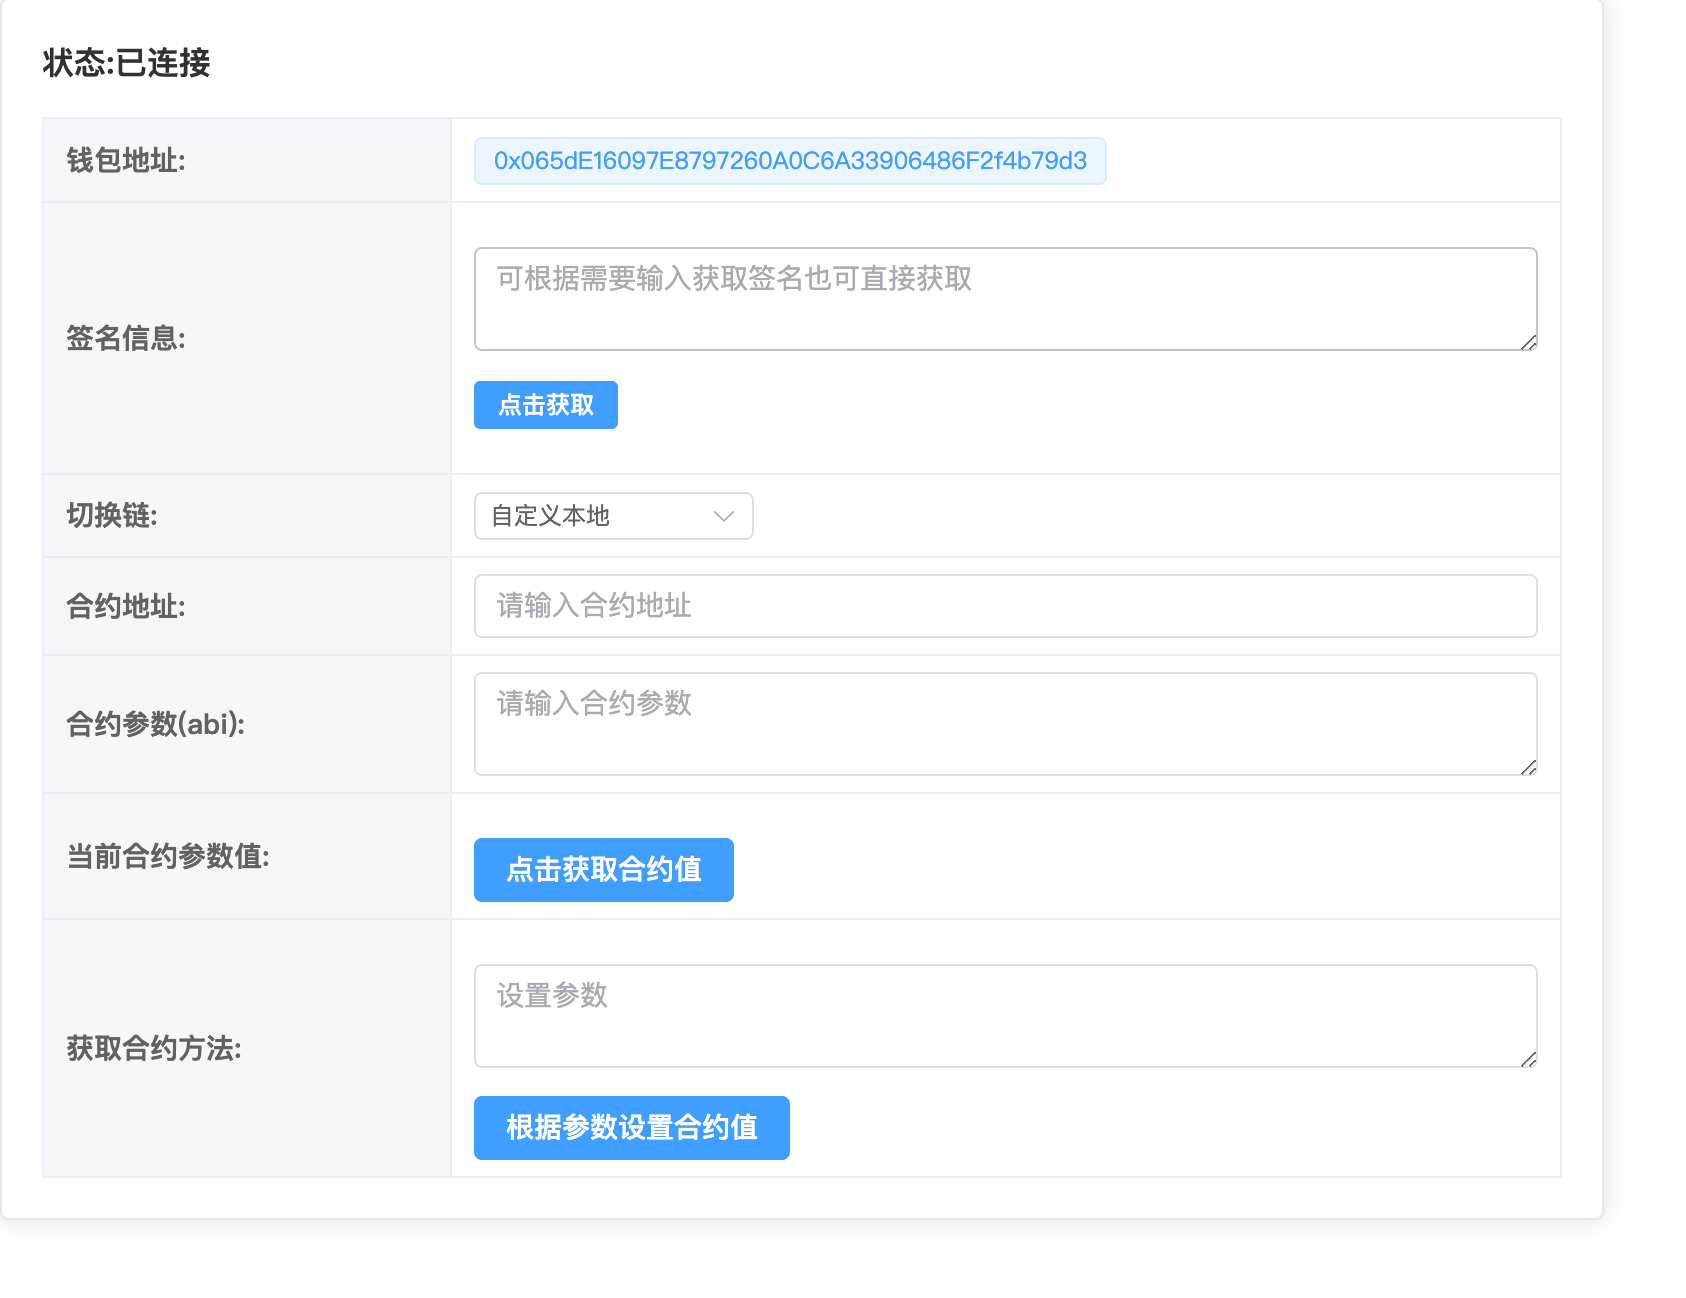 状态:已连接
钱包地址:
0x065dE16097E8797260A0C6A33906486F2f4b79d3
签名信息:
可根据需要输入获取签名也可直接获取
点击获取
切换链:
自定义本地
合约地址:
请输入合约地址
合约参数(abi):
请输入合约参数
当前合约参数值:
点击获取合约值
获取合约方法:
设置参数
根据参数设置合约值